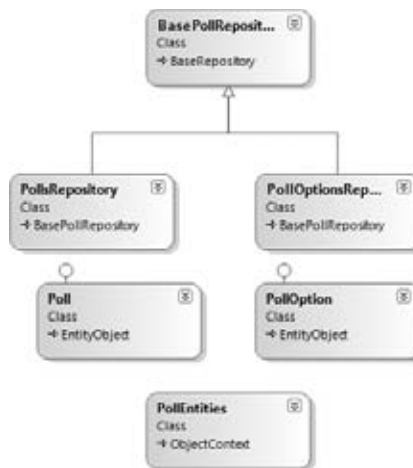 BasePollReposit...
Class
BaseRepository
PollsRepository
Class
BasePollRepository
PollOptionsRep...
Class
BasePollRepository
Poll
Class
EntityObject
PollOption
Class
EntityObject
PollEntities
Class
ObjectContext